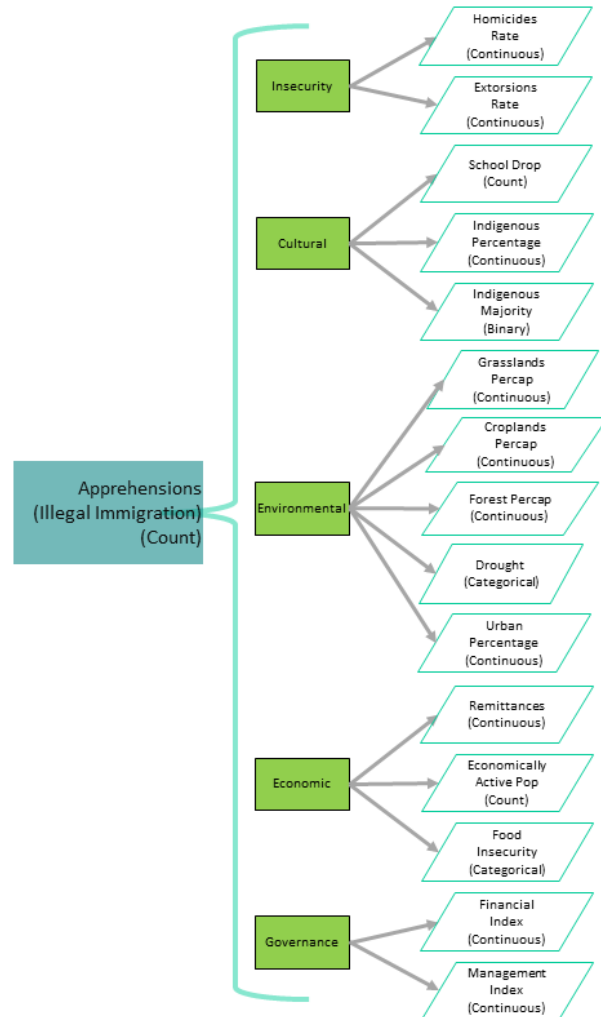 Apprehensions
(Illegal Immigration)
(Count)
Insecurity
Homicides
Rate
(Continuous)
Extorsions
Rate
(Continuous)
Cultural
School Drop
(Count)
Indigenous
Percentage
(Continuous)
Indigenous
Majority
(Binary)
Environmental
Grasslands
Percap
(Continuous)
Croplands
Percap
(Continuous)
Forest Percap
(Continuous)
Drought
(Categorical)
Urban
Percentage
(Continuous)
Economic
Remittances
(Continuous)
Economically
Active Pop
(Count)
Food
Insecurity
(Categorical)
Governance
Financial
Index
(Continuous)
Management
Index
(Continuous)